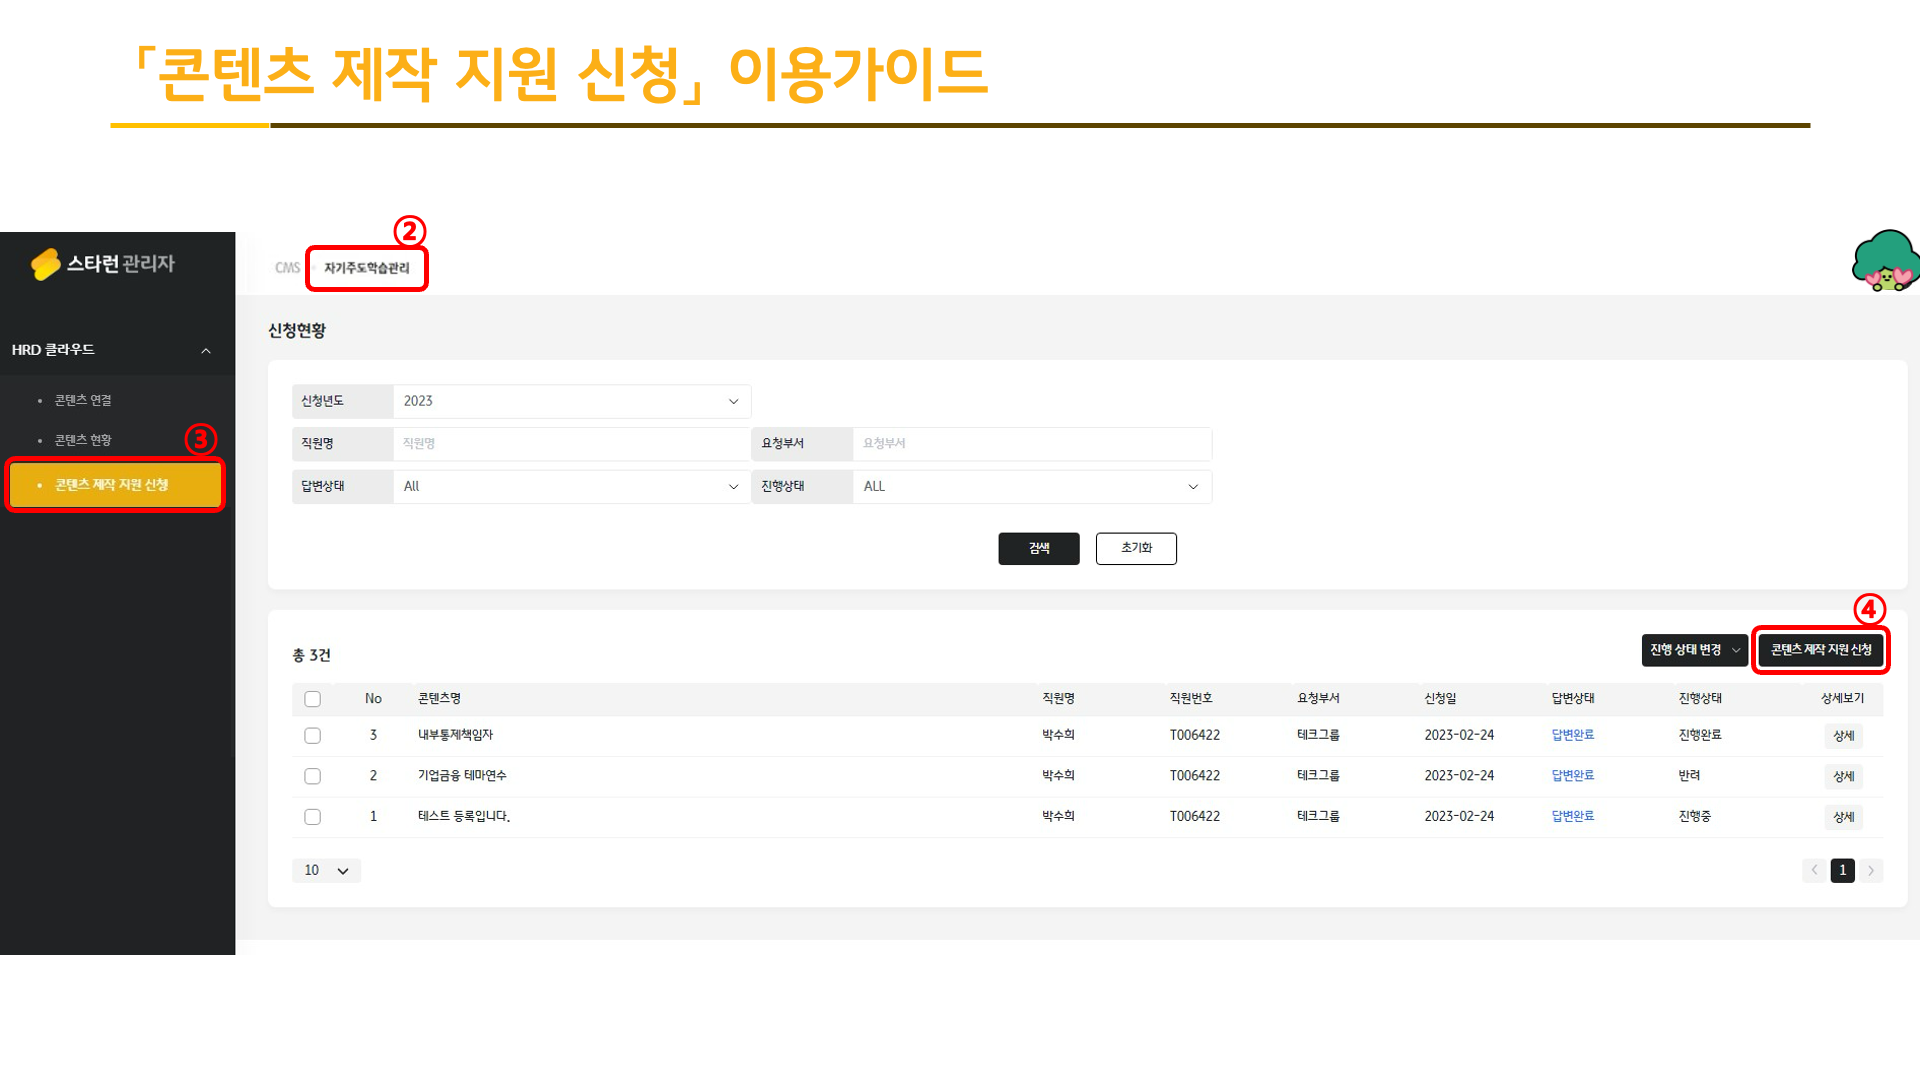 「콘텐츠 제작 지원 신청」 이용가이드
②
스타런 관리자
CMS
자기주도학습관리
신청현황
HRD 클라우드
콘텐츠 연결
콘텐츠 현황
③
콘텐츠 제작 지원 신청
신청년도 2023
직원명 직원명 요청부서 요청부서
답변상태 All 진행상태 ALL
검색 초기화
④
총 3건 진행 상태 변경 콘텐츠 제작 지원 신청
No 콘텐츠명 직원명 직원번호 요청부서 신청일 답변상태 진행상태 상세보기
3 내부통제책임자 박수희 T006422 테크그룹 2023-02-24 답변완료 진행완료 상세
2 기업금융 테마연수 박수희 T006422 테크그룹 2023-02-24 답변완료 반려 상세
1 테스트 등록입니다. 박수희 T006422 테크그룹 2023-02-24 답변완료 진행중 상세
10 1